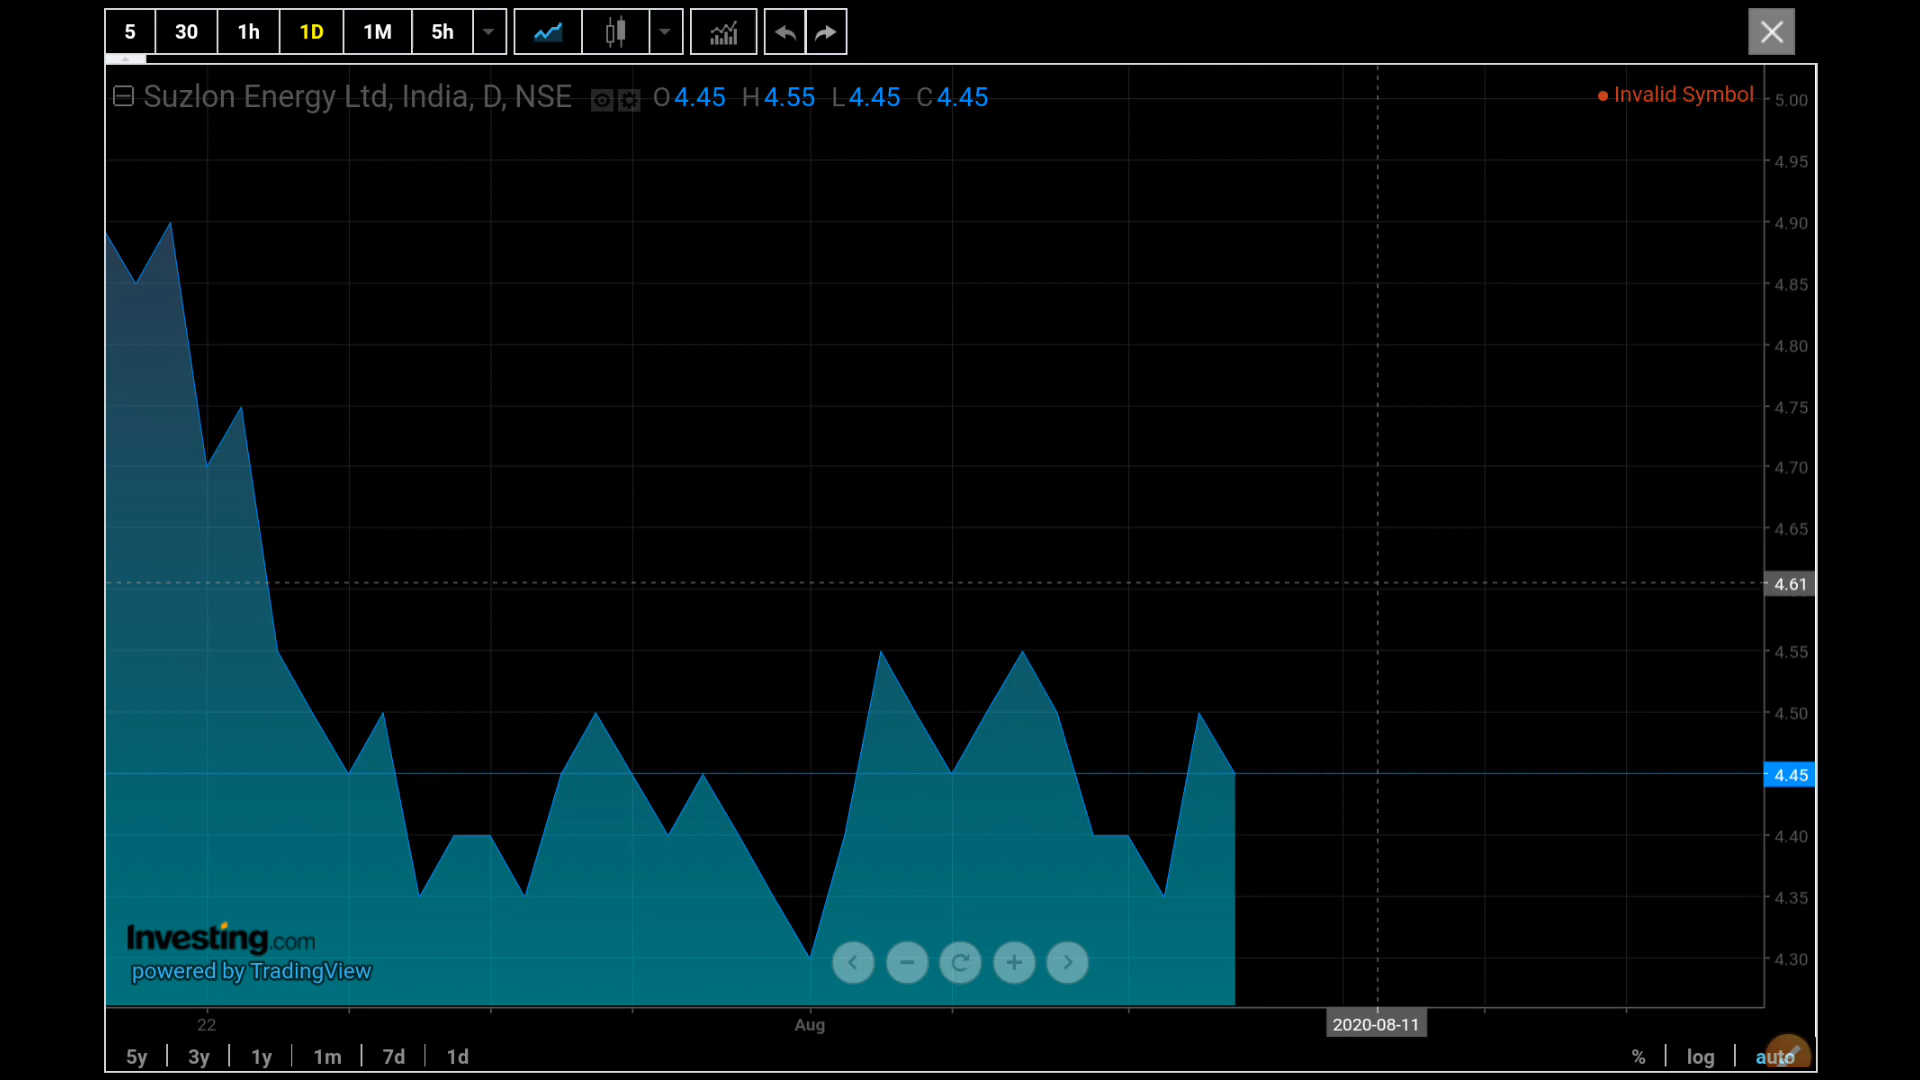 5 30 1h 1D 1M 5h
Suzlon Energy Ltd, India, D, NSE O4.45 H4.55 L4.45 C4.45
Invalid Symbol
5.00
4.95
4.90
4.85
4.80
4.75
4.70
4.65
4.61
4.55
4.50
4.45
4.40
4.35
4.30
Investing.com
powered by TradingView
22 Aug 2020-08-11
5y 3y 1y 1m 7d 1d % log auto